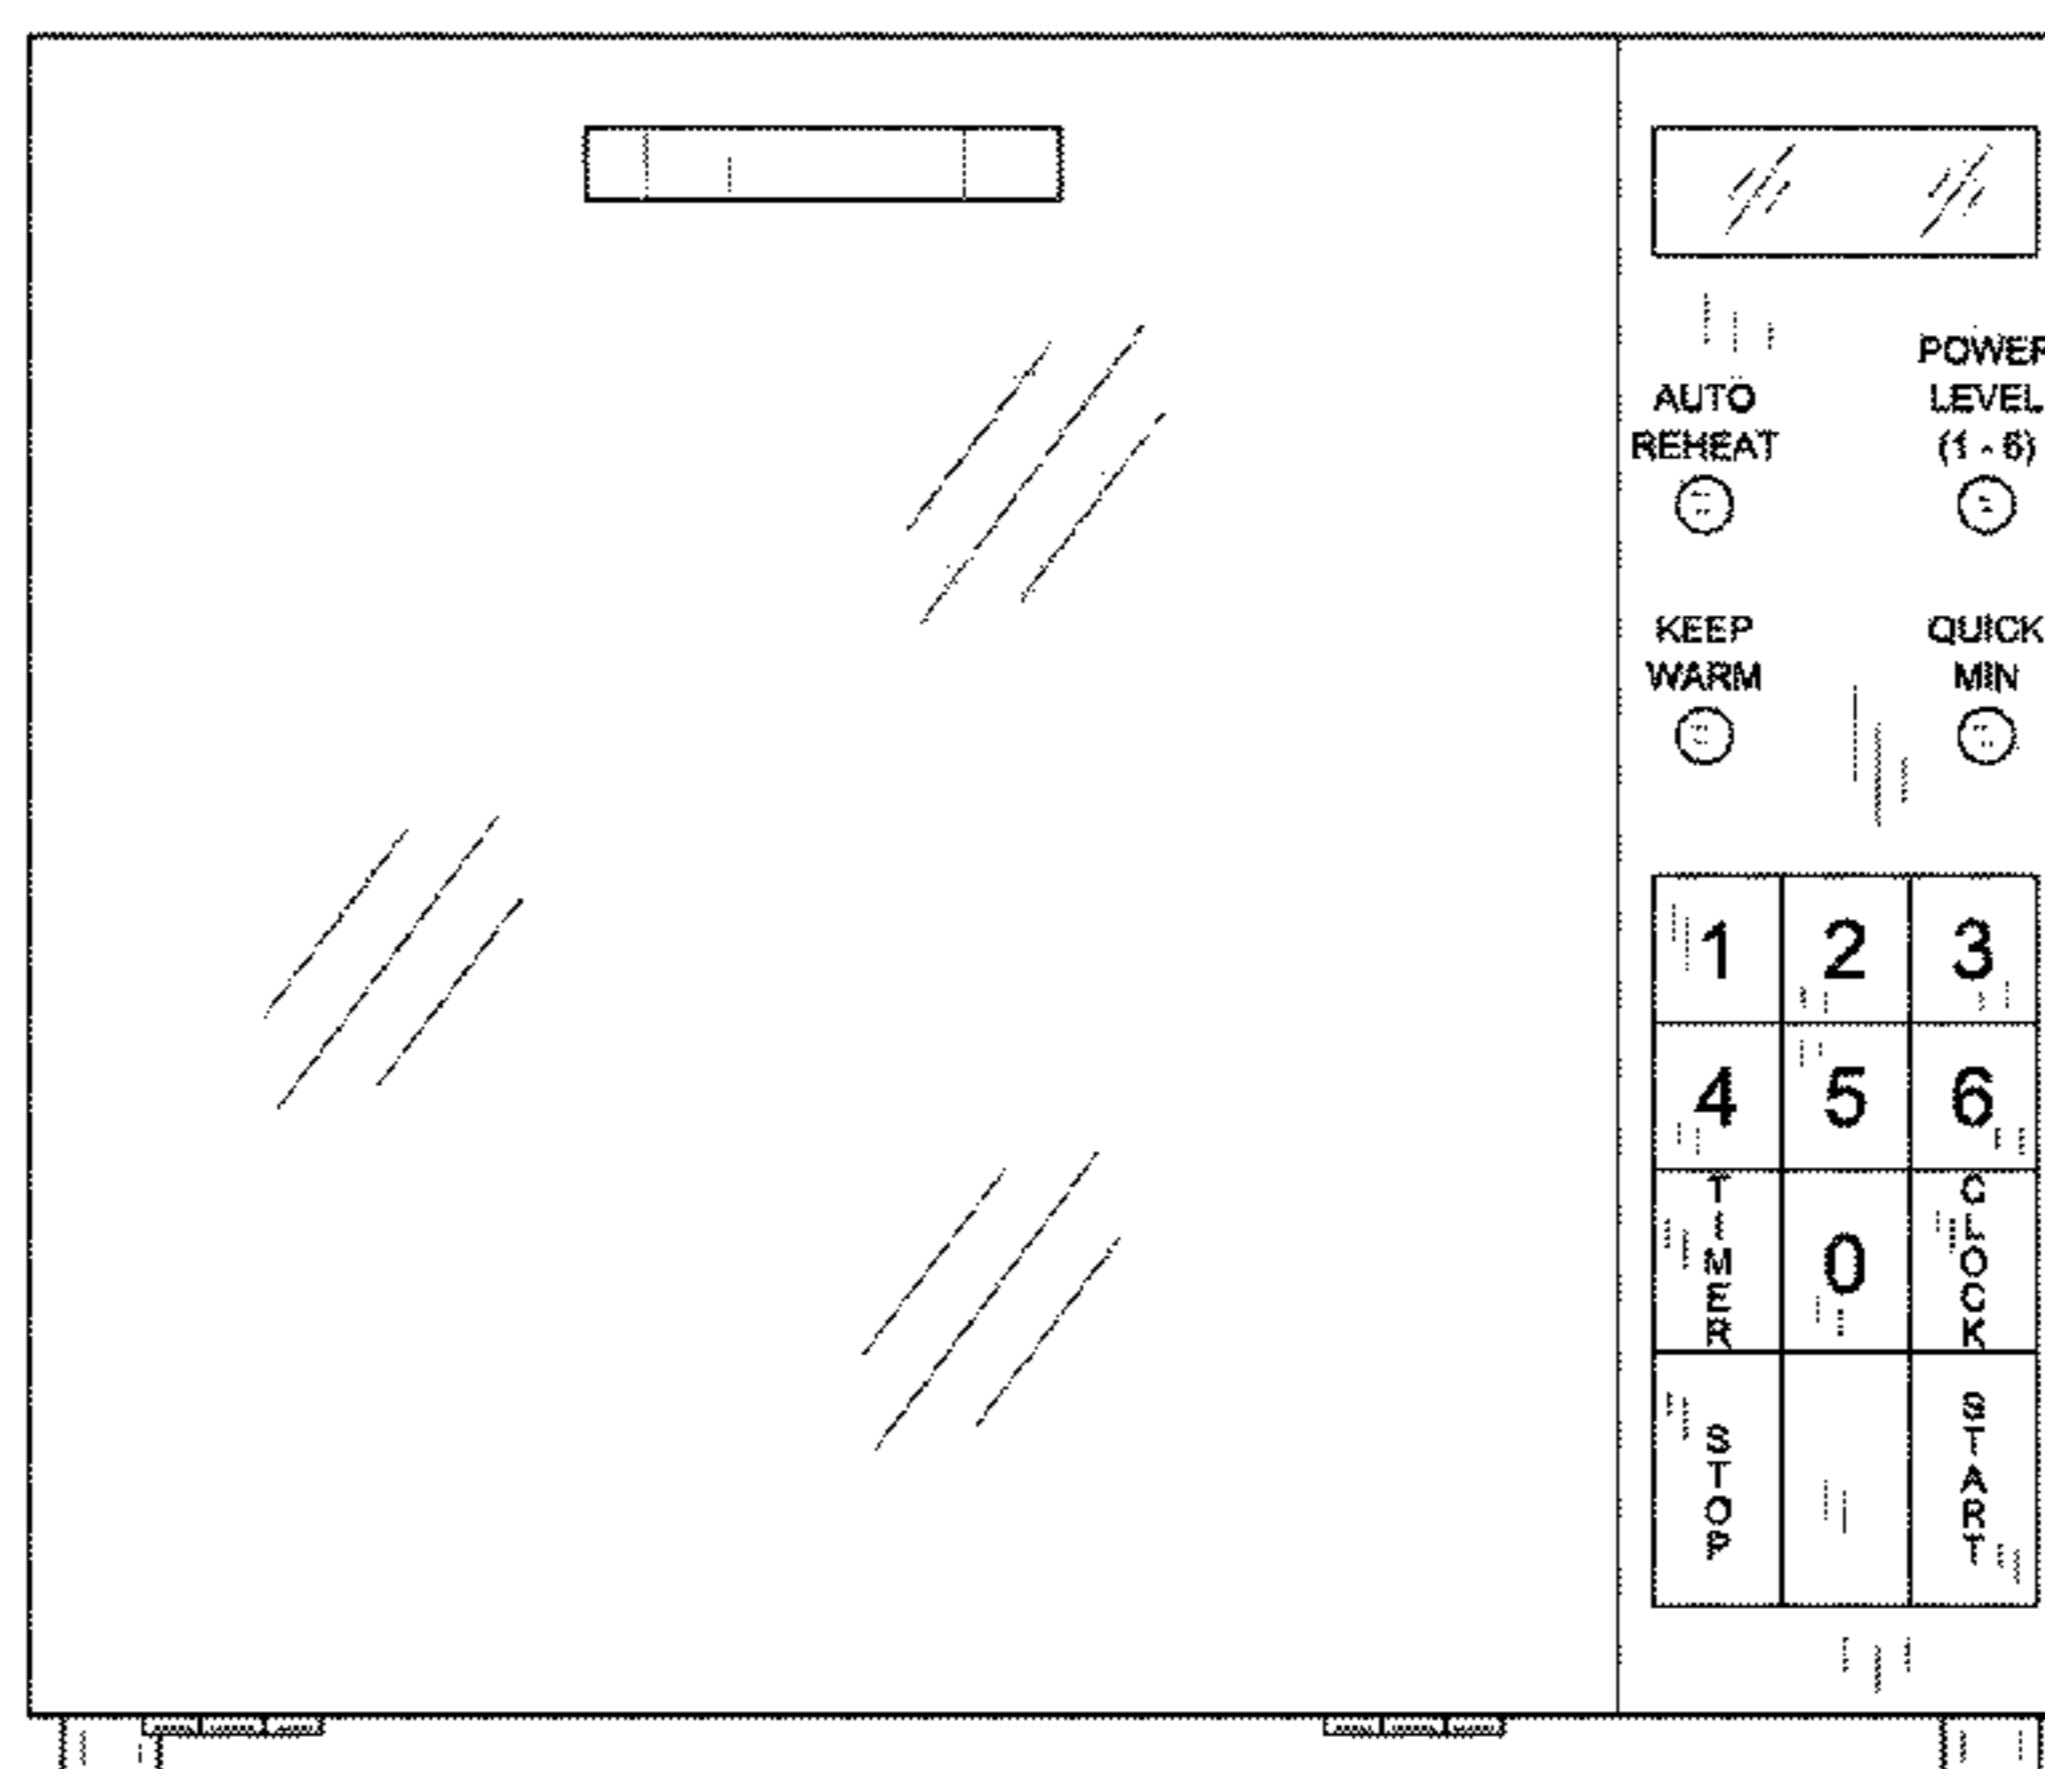 POWER
LEVEL
(1 - 6)
AUTO
REHEAT
KEEP
WARM
QUICK
MIN
1 2 3
4 5 6
TIMER 0 CLOCK
STOP START